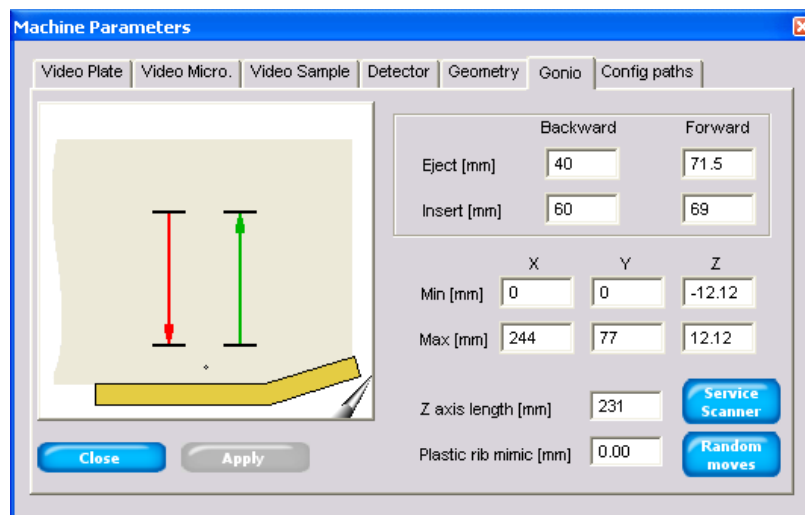 Machine Parameters
Video Plate Video Micro. Video Sample Detector Geometry Gonio Config paths
Backward Forward
Eject [mm] 40 71.5
Insert [mm] 60 69
X Y Z
Min [mm] 0 0 -12.12
Max [mm] 244 77 12.12
Z axis length [mm] 231
Service
Scanner
Plastic rib mimic [mm] 0.00
Random
moves
Close Apply